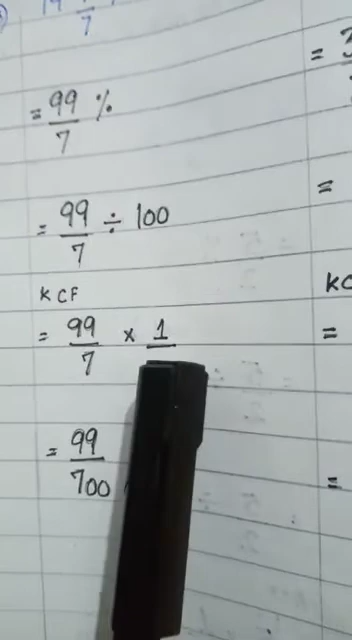 = 99/7 %
= 99/7 ÷ 100
KCF
= 99/7 × 1
= 99/700
=
=
KC
=
=